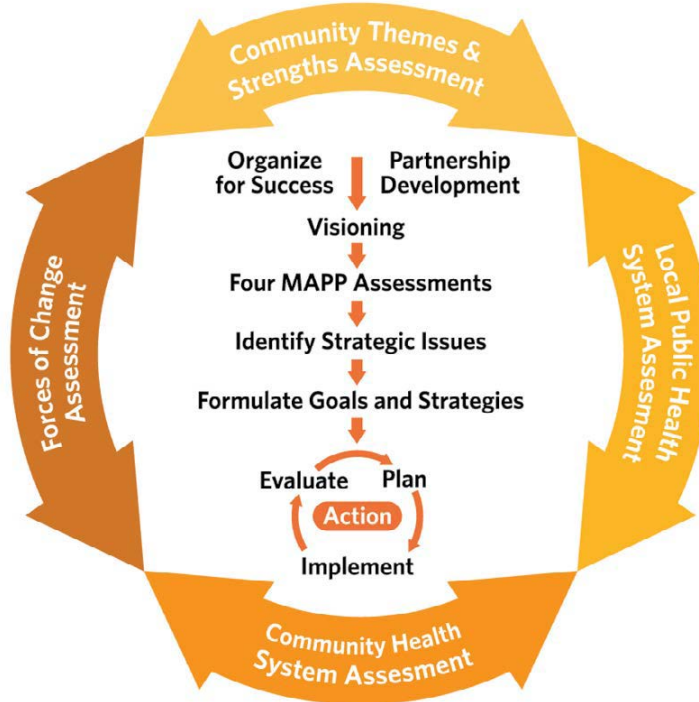 Community Themes &
Strengths Assessment
Organize
for Success
Partnership
Development
Visioning
Four MAPP Assessments
Identify Strategic Issues
Formulate Goals and Strategies
Evaluate
Plan
Action
Implement
Forces of Change
Assessment
Local Public Health
System Assesment
Community Health
System Assesment